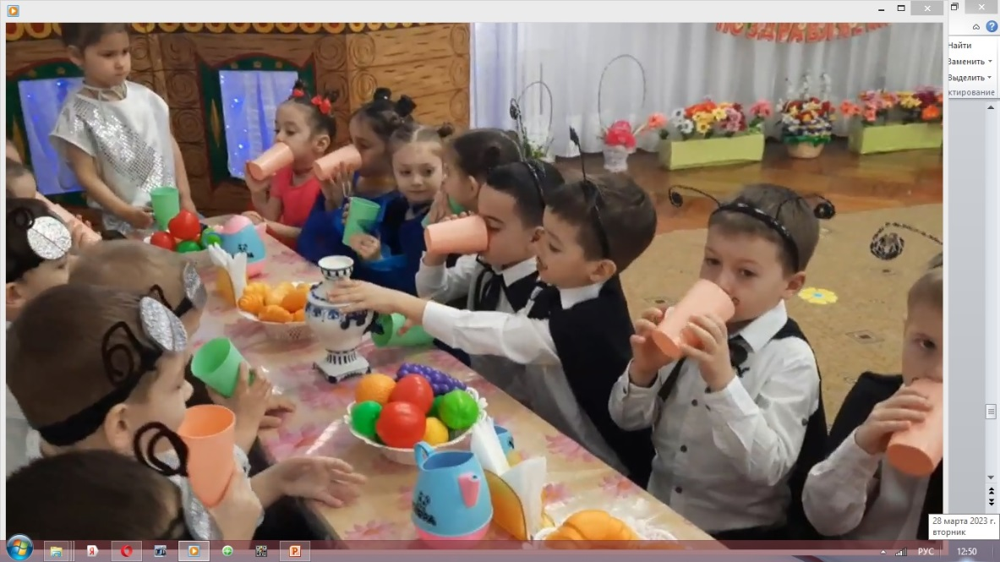 Найти
Заменить
Выделить
ктирование
28 марта 2023 г.
вторник
РУС
12:50